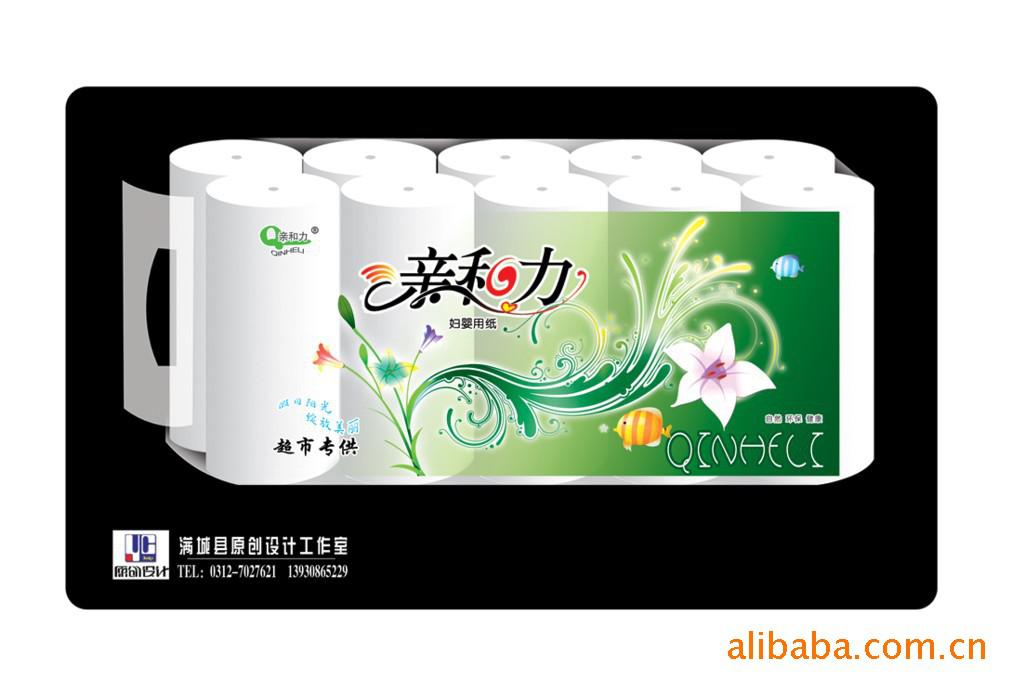 亲和力®
QINHELI
亲和力
妇婴用纸
阳光
绽放美丽
超市专供
自然 环保 健康
QINHELI
JC
原创设计
满城县原创设计工作室
TEL: 0312-7027621 13930865229
alibaba.com.cn